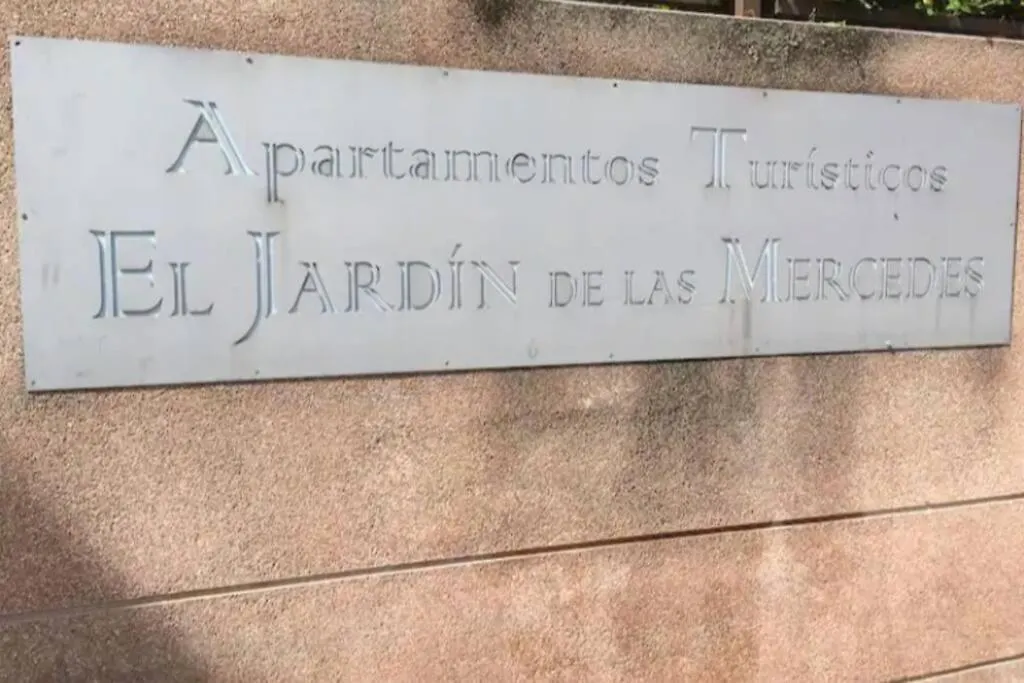 Apartamentos Turísticos
EL JARDÍN DE LAS MERCEDES